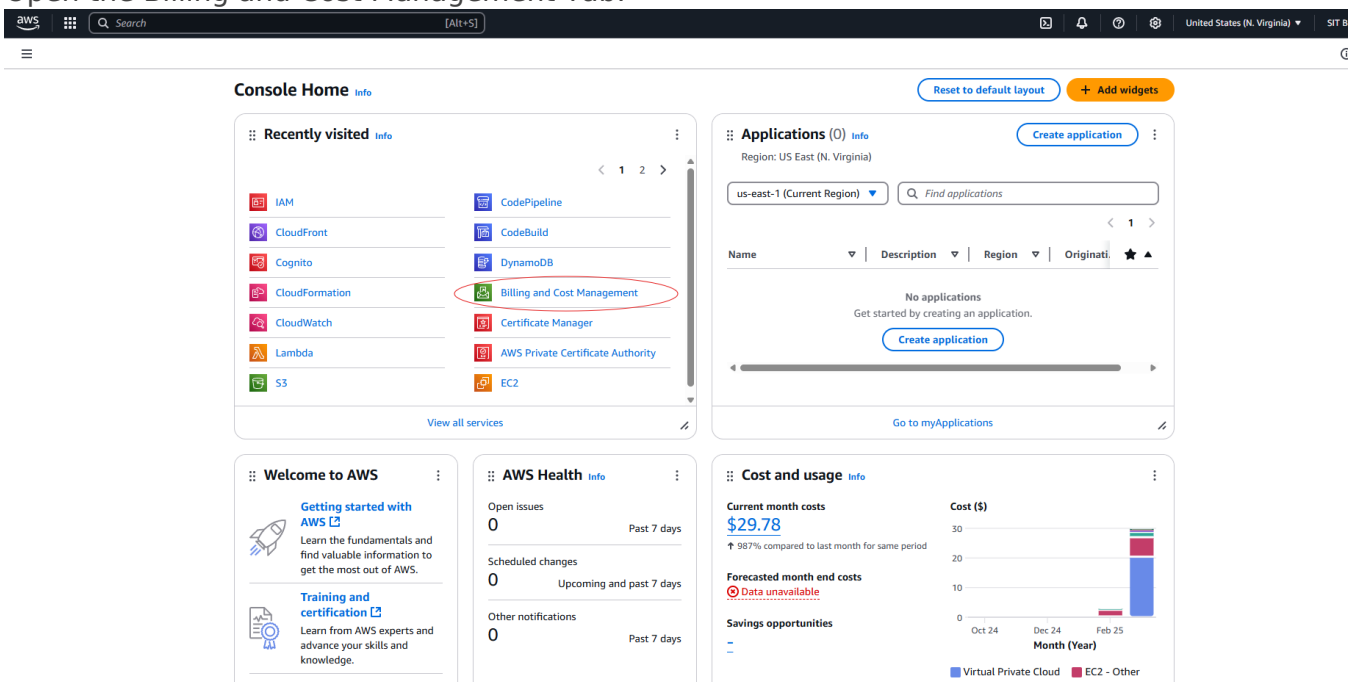 Open the Billing and Cost Management Tab.
aws
Search [Alt+S]
United States (N. Virginia) ▼ SIT B
Console Home Info
Reset to default layout
+ Add widgets
Recently visited Info
1 2
IAM
CloudFront
Cognito
CloudFormation
CloudWatch
Lambda
S3
CodePipeline
CodeBuild
DynamoDB
Billing and Cost Management
Certificate Manager
AWS Private Certificate Authority
EC2
View all services
Applications (0) Info
Create application
Region: US East (N. Virginia)
us-east-1 (Current Region) ▼
Find applications
1
Name Description Region Originati.
No applications
Get started by creating an application.
Create application
Go to myApplications
Welcome to AWS
Getting started with
AWS
Learn the fundamentals and
find valuable information to
get the most out of AWS.
Training and
certification
Learn from AWS experts and
advance your skills and
knowledge.
AWS Health Info
Open issues
0 Past 7 days
Scheduled changes
0 Upcoming and past 7 days
Other notifications
0 Past 7 days
Cost and usage Info
Current month costs
$29.78
↑ 987% compared to last month for same period
Forecasted month end costs
Data unavailable
Savings opportunities
–
Cost ($)
30
20
10
0
Oct 24 Dec 24 Feb 25
Month (Year)
Virtual Private Cloud EC2 - Other